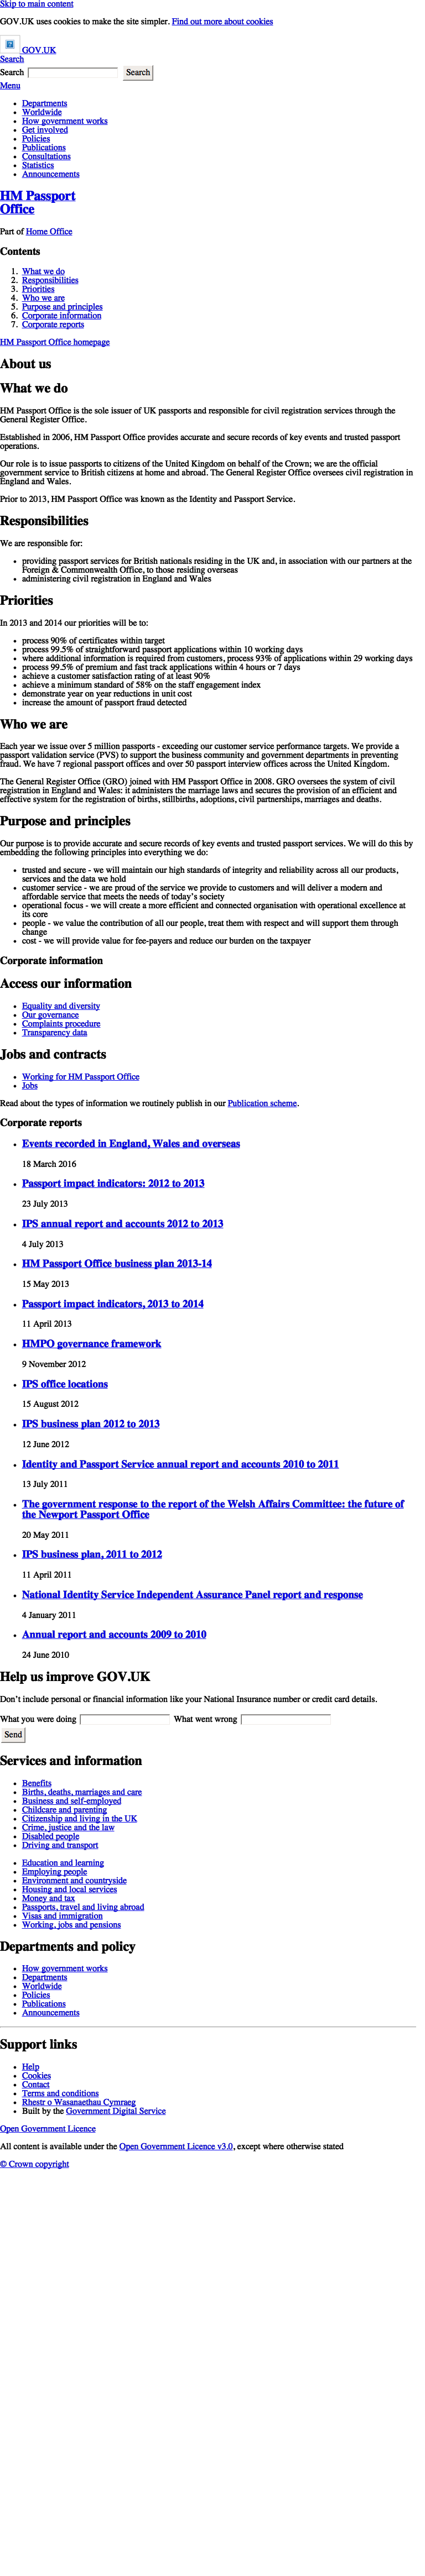 Skip to main content
GOV.UK uses cookies to make the site simpler. Find out more about cookies
GOV.UK
Search
Search Search
Menu
Departments
Worldwide
How government works
Get involved
Policies
Publications
Consultations
Statistics
Announcements
HM Passport
Office
Part of Home Office
Contents
1. What we do
2. Responsibilities
3. Priorities
4. Who we are
5. Purpose and principles
6. Corporate information
7. Corporate reports
HM Passport Office homepage
About us
What we do
HM Passport Office is the sole issuer of UK passports and responsible for civil registration services through the
General Register Office.
Established in 2006, HM Passport Office provides accurate and secure records of key events and trusted passport
operations.
Our role is to issue passports to citizens of the United Kingdom on behalf of the Crown; we are the official
government service to British citizens at home and abroad. The General Register Office oversees civil registration in
England and Wales.
Prior to 2013, HM Passport Office was known as the Identity and Passport Service.
Responsibilities
We are responsible for:
providing passport services for British nationals residing in the UK and, in association with our partners at the
Foreign & Commonwealth Office, to those residing overseas
administering civil registration in England and Wales
Priorities
In 2013 and 2014 our priorities will be to:
process 90% of certificates within target
process 99.5% of straightforward passport applications within 10 working days
where additional information is required from customers, process 93% of applications within 29 working days
process 99.5% of premium and fast track applications within 4 hours or 7 days
achieve a customer satisfaction rating of at least 90%
achieve a minimum standard of 58% on the staff engagement index
demonstrate year on year reductions in unit cost
increase the amount of passport fraud detected
Who we are
Each year we issue over 5 million passports - exceeding our customer service performance targets. We provide a
passport validation service (PVS) to support the business community and government departments in preventing
fraud. We have 7 regional passport offices and over 50 passport interview offices across the United Kingdom.
The General Register Office (GRO) joined with HM Passport Office in 2008. GRO oversees the system of civil
registration in England and Wales: it administers the marriage laws and secures the provision of an efficient and
effective system for the registration of births, stillbirths, adoptions, civil partnerships, marriages and deaths.
Purpose and principles
Our purpose is to provide accurate and secure records of key events and trusted passport services. We will do this by
embedding the following principles into everything we do:
trusted and secure - we will maintain our high standards of integrity and reliability across all our products,
services and the data we hold
customer service - we are proud of the service we provide to customers and will deliver a modern and
affordable service that meets the needs of today's society
operational focus - we will create a more efficient and connected organisation with operational excellence at
its core
people - we value the contribution of all our people, treat them with respect and will support them through
change
cost - we will provide value for fee-payers and reduce our burden on the taxpayer
Corporate information
Access our information
Equality and diversity
Our governance
Complaints procedure
Transparency data
Jobs and contracts
Working for HM Passport Office
Jobs
Read about the types of information we routinely publish in our Publication scheme.
Corporate reports
Events recorded in England, Wales and overseas
18 March 2016
Passport impact indicators: 2012 to 2013
23 July 2013
IPS annual report and accounts 2012 to 2013
4 July 2013
HM Passport Office business plan 2013-14
15 May 2013
Passport impact indicators, 2013 to 2014
11 April 2013
HMPO governance framework
9 November 2012
IPS office locations
15 August 2012
IPS business plan 2012 to 2013
12 June 2012
Identity and Passport Service annual report and accounts 2010 to 2011
13 July 2011
The government response to the report of the Welsh Affairs Committee: the future of
the Newport Passport Office
20 May 2011
IPS business plan, 2011 to 2012
11 April 2011
National Identity Service Independent Assurance Panel report and response
4 January 2011
Annual report and accounts 2009 to 2010
24 June 2010
Help us improve GOV.UK
Don't include personal or financial information like your National Insurance number or credit card details.
What you were doing What went wrong
Send
Services and information
Benefits
Births, deaths, marriages and care
Business and self-employed
Childcare and parenting
Citizenship and living in the UK
Crime, justice and the law
Disabled people
Driving and transport
Education and learning
Employing people
Environment and countryside
Housing and local services
Money and tax
Passports, travel and living abroad
Visas and immigration
Working, jobs and pensions
Departments and policy
How government works
Departments
Worldwide
Policies
Publications
Announcements
Support links
Help
Cookies
Contact
Terms and conditions
Rhestr o Wasanaethau Cymraeg
Built by the Government Digital Service
Open Government Licence
All content is available under the Open Government Licence v3.0, except where otherwise stated
© Crown copyright